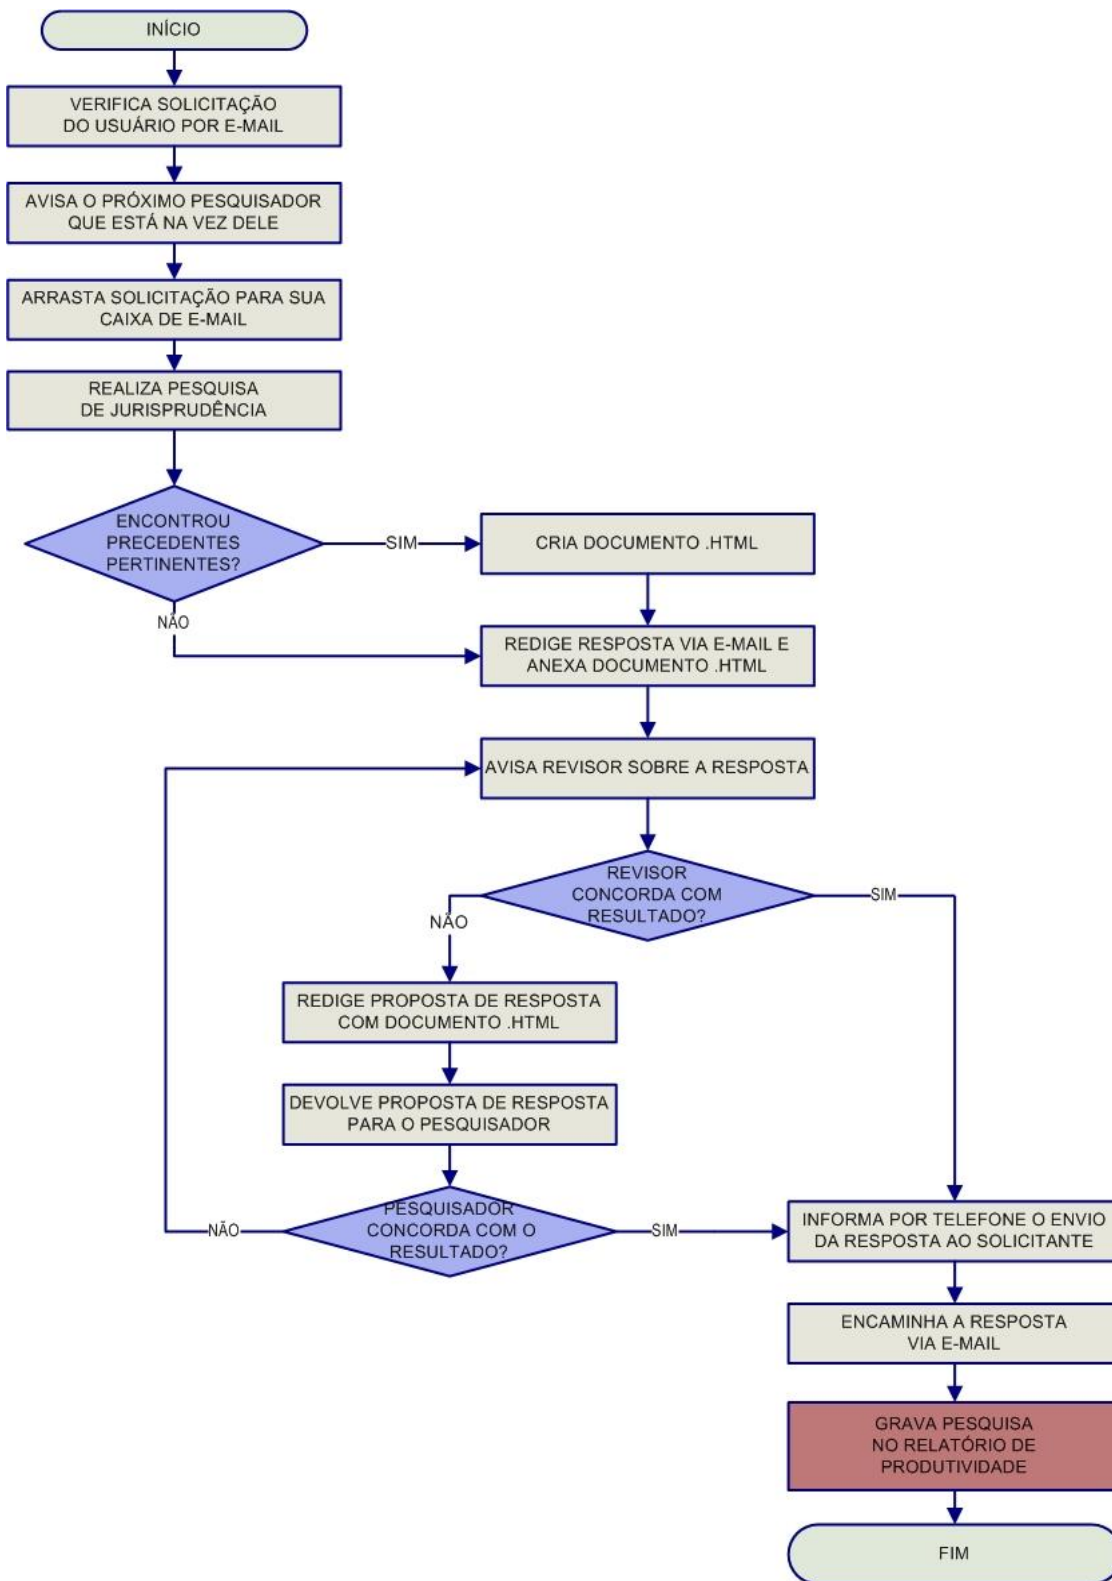 INÍCIO
VERIFICA SOLICITAÇÃO
DO USUÁRIO POR E-MAIL
AVISA O PRÓXIMO PESQUISADOR
QUE ESTÁ NA VEZ DELE
ARRASTA SOLICITAÇÃO PARA SUA
CAIXA DE E-MAIL
REALIZA PESQUISA
DE JURISPRUDÊNCIA
ENCONTROU
PRECEDENTES
PERTINENTES?
SIM
CRIA DOCUMENTO .HTML
NÃO
REDIGE RESPOSTA VIA E-MAIL E
ANEXA DOCUMENTO .HTML
AVISA REVISOR SOBRE A RESPOSTA
REVISOR
CONCORDA COM
RESULTADO?
SIM
NÃO
REDIGE PROPOSTA DE RESPOSTA
COM DOCUMENTO .HTML
DEVOLVE PROPOSTA DE RESPOSTA
PARA O PESQUISADOR
PESQUISADOR
CONCORDA COM O
RESULTADO?
NÃO
SIM
INFORMA POR TELEFONE O ENVIO
DA RESPOSTA AO SOLICITANTE
ENCAMINHA A RESPOSTA
VIA E-MAIL
GRAVA PESQUISA
NO RELATÓRIO DE
PRODUTIVIDADE
FIM